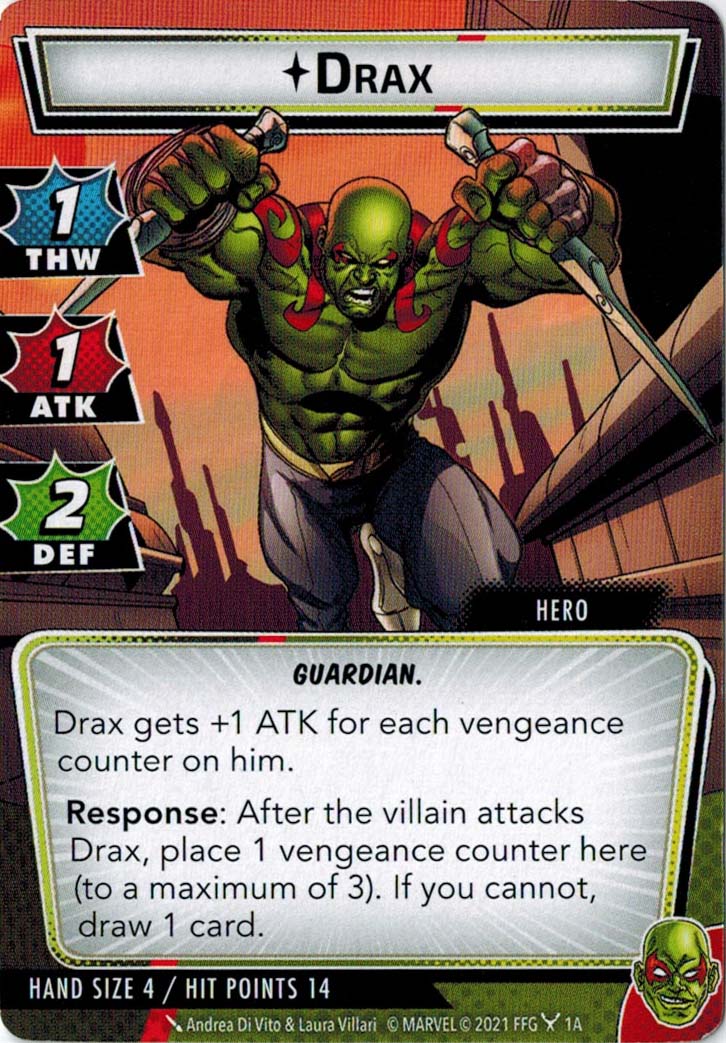 DRAX
1
THW
1
ATK
2
DEF
HERO
GUARDIAN.
Drax gets +1 ATK for each vengeance
counter on him.
Response: After the villain attacks
Drax, place 1 vengeance counter here
(to a maximum of 3). If you cannot,
draw 1 card.
HAND SIZE 4 / HIT POINTS 14
Andrea Di Vito & Laura Villari © MARVEL © 2021 FFG 1A